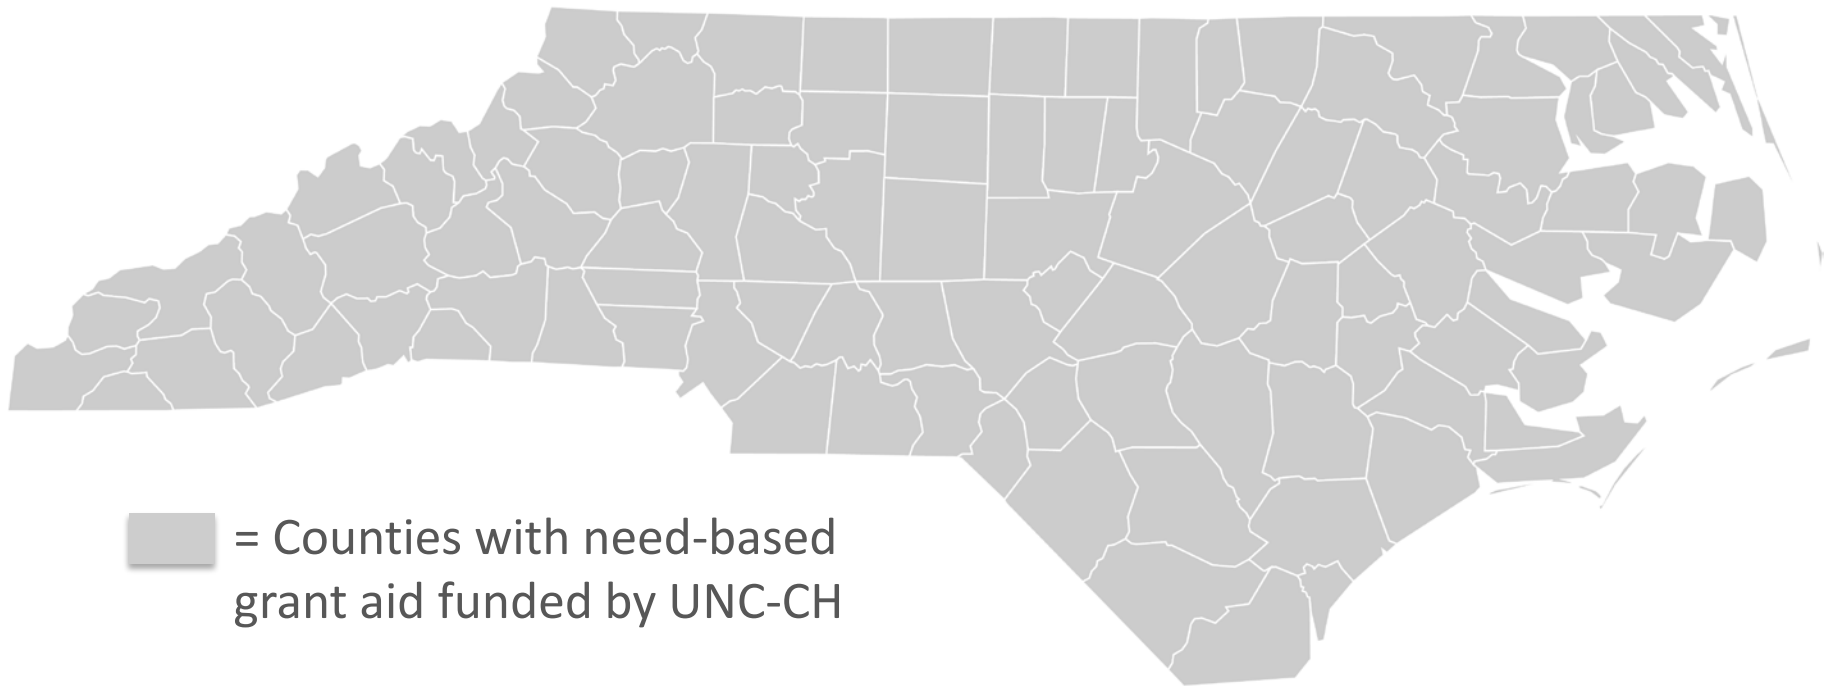 = Counties with need-based
grant aid funded by UNC-CH